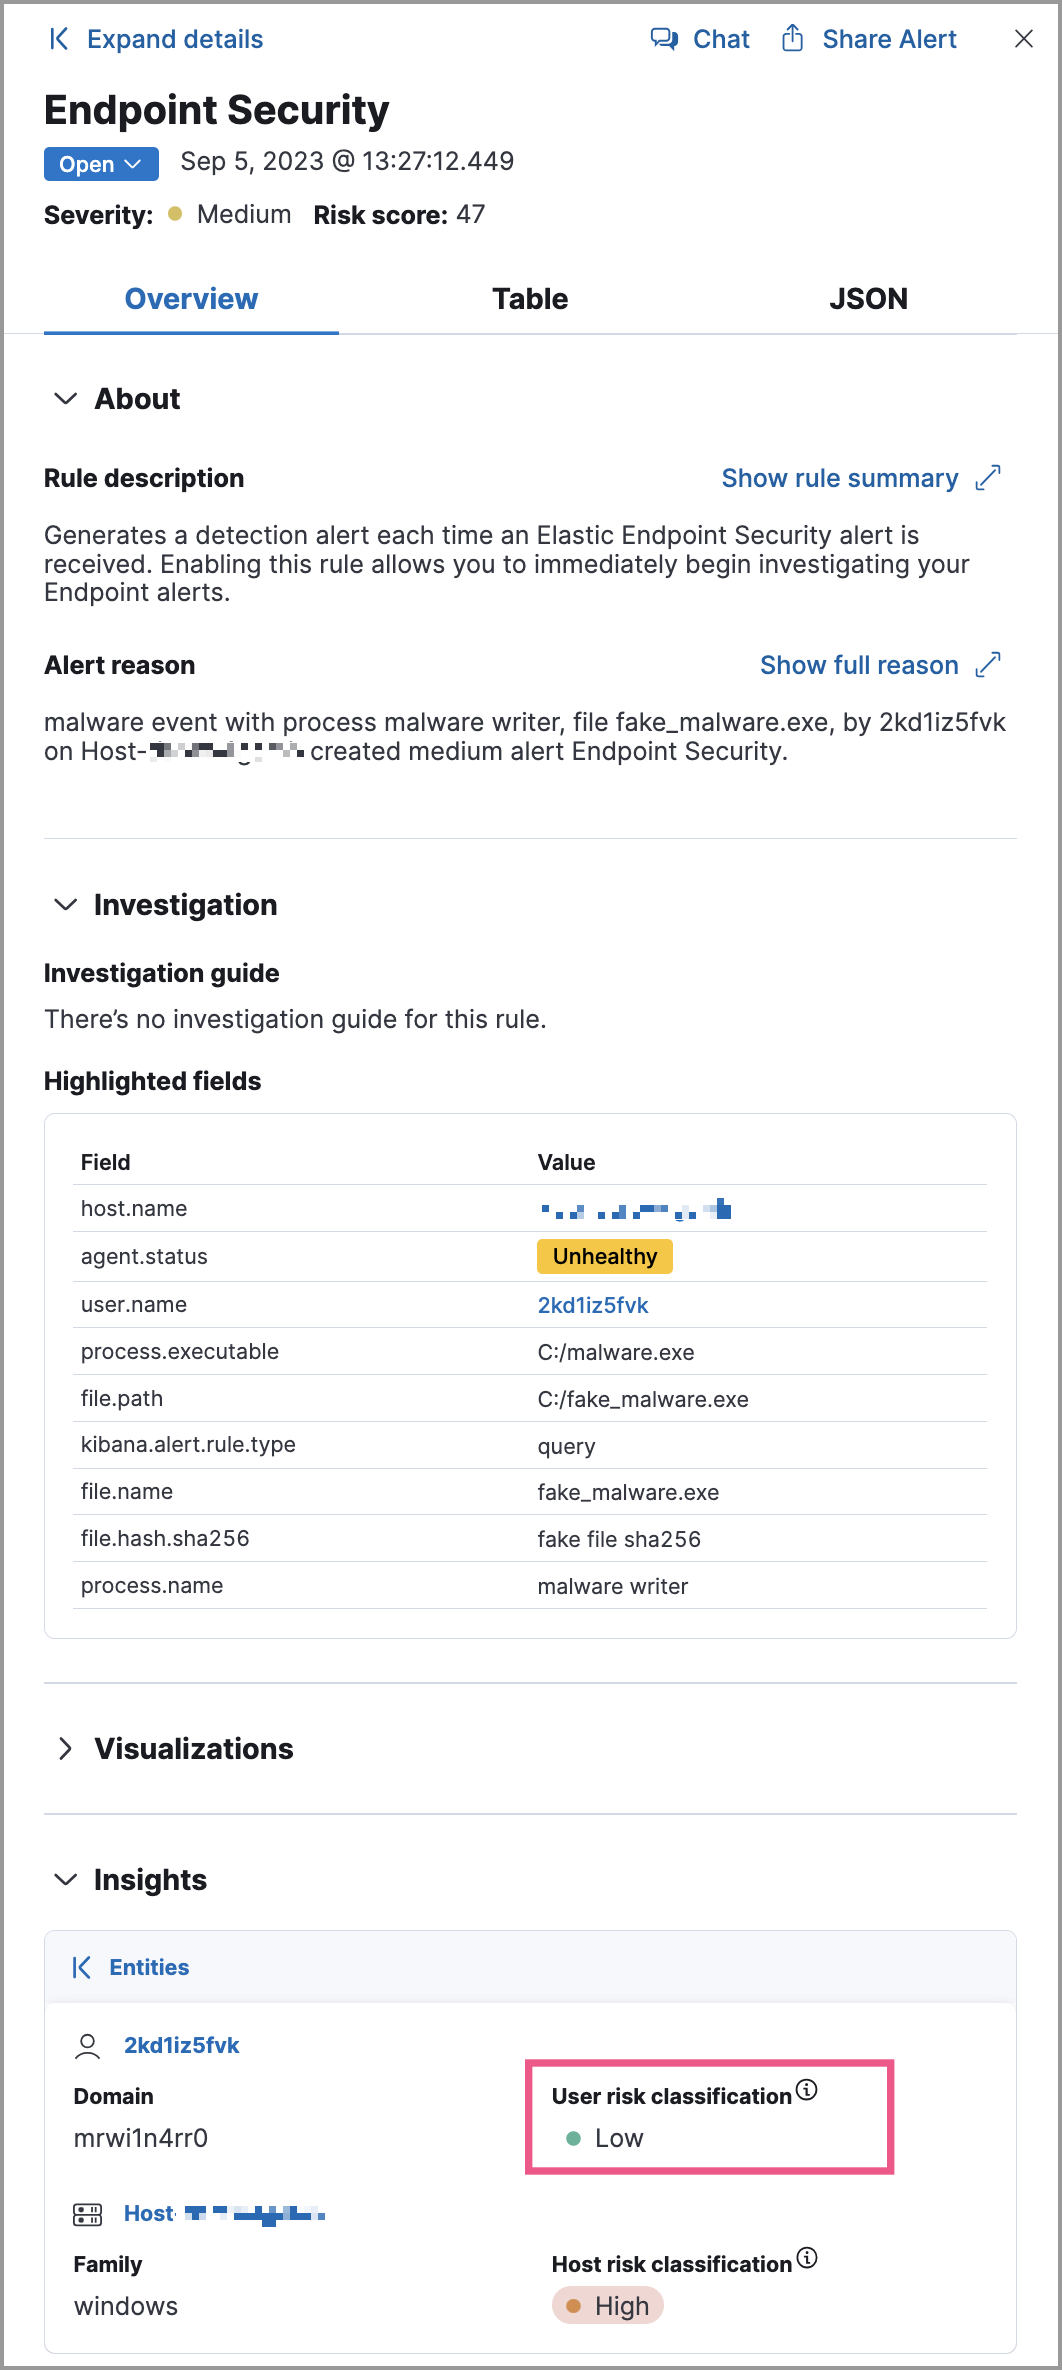 Expand details
Chat
Share Alert
Endpoint Security
Open
Sep 5, 2023 @ 13:27:12.449
Severity: Medium Risk score: 47
Overview
Table
JSON
About
Rule description
Show rule summary
Generates a detection alert each time an Elastic Endpoint Security alert is
received. Enabling this rule allows you to immediately begin investigating your
Endpoint alerts.
Alert reason
Show full reason
malware event with process malware writer, file fake_malware.exe, by 2kd1iz5fvk
on Host- created medium alert Endpoint Security.
Investigation
Investigation guide
There’s no investigation guide for this rule.
Highlighted fields
Field Value
host.name
agent.status Unhealthy
user.name 2kd1iz5fvk
process.executable C:/malware.exe
file.path C:/fake_malware.exe
kibana.alert.rule.type query
file.name fake_malware.exe
file.hash.sha256 fake file sha256
process.name malware writer
Visualizations
Insights
Entities
2kd1iz5fvk
Domain User risk classification
mrwi1n4rr0 Low
Host-
Family Host risk classification
windows High